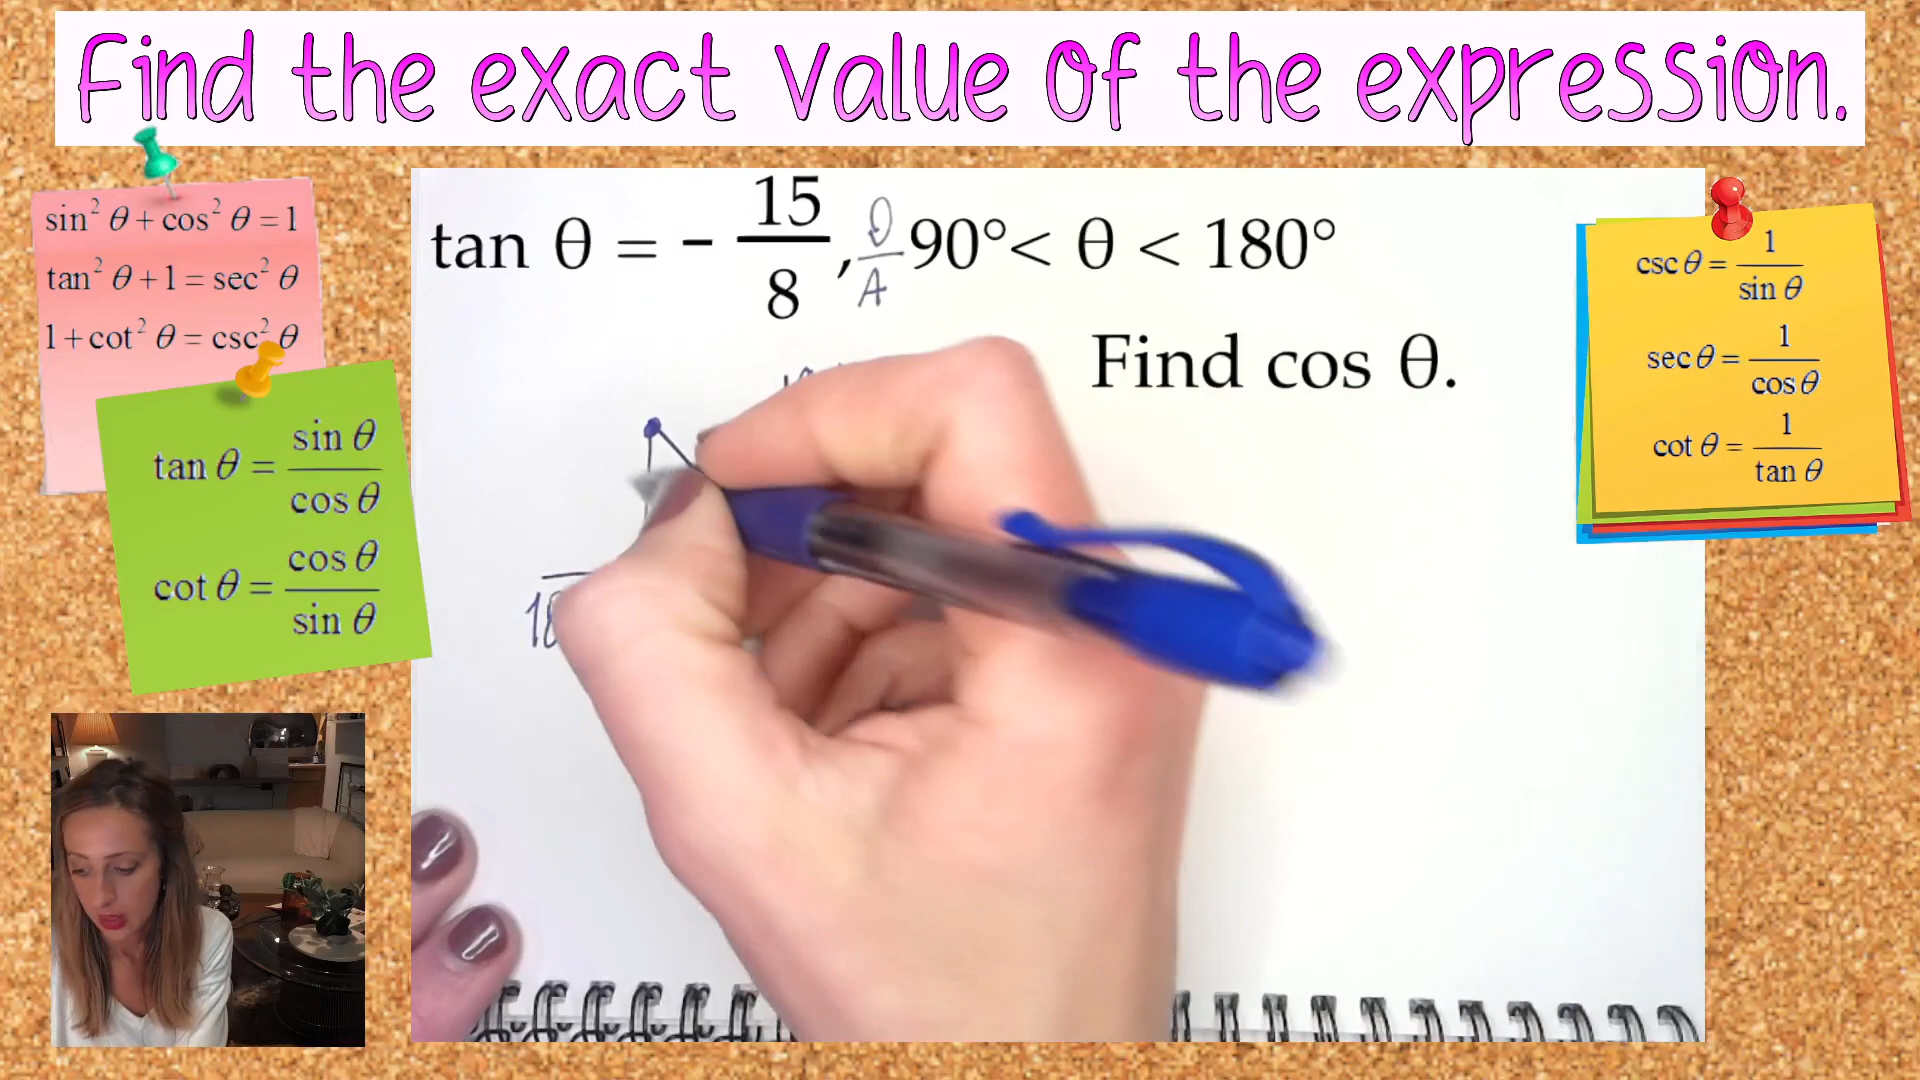 Find the exact value of the expression.
sin² θ + cos² θ = 1
tan² θ + 1 = sec² θ
1 + cot² θ = csc² θ
tan θ = sin θ / cos θ
cot θ = cos θ / sin θ
tan θ = - 15/8, O/A 90° < θ < 180°
Find cos θ.
csc θ = 1 / sin θ
sec θ = 1 / cos θ
cot θ = 1 / tan θ